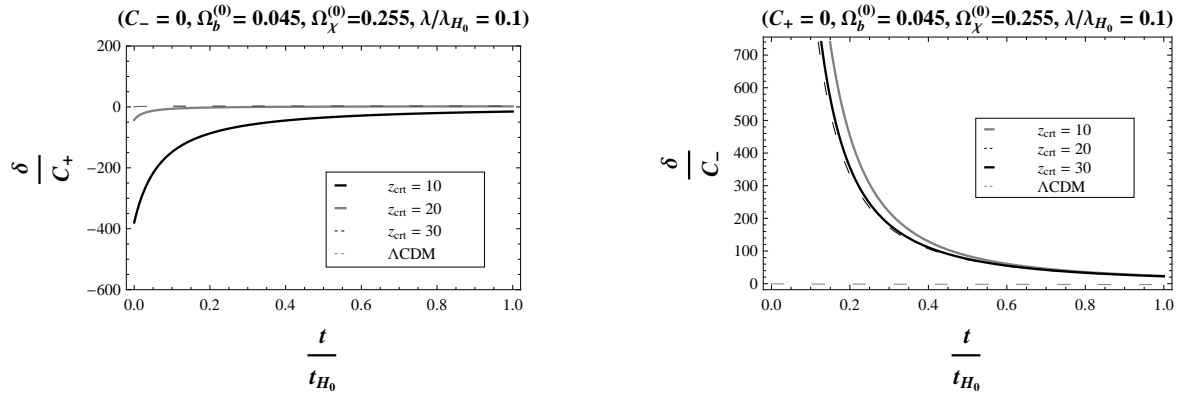 (C₋ = 0, Ω_b^(0) = 0.045, Ω_χ^(0)=0.255, λ/λ_H₀ = 0.1)
200
0
−200
−400
−600
δ/C₊
z_crt = 10
z_crt = 20
z_crt = 30
ΛCDM
0.0 0.2 0.4 0.6 0.8 1.0
t/t_H₀
(C₊ = 0, Ω_b^(0) = 0.045, Ω_χ^(0)=0.255, λ/λ_H₀ = 0.1)
700
600
500
400
300
200
100
0
δ/C₋
z_crt = 10
z_crt = 20
z_crt = 30
ΛCDM
0.0 0.2 0.4 0.6 0.8 1.0
t/t_H₀